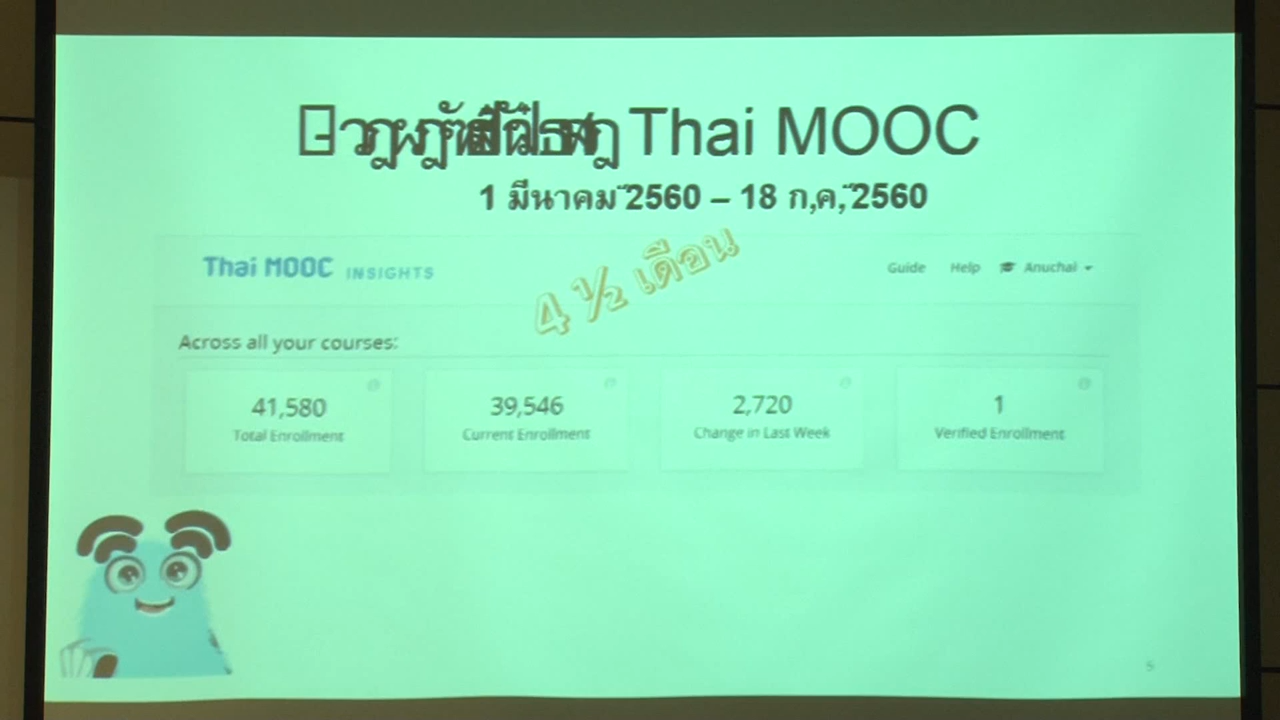 Thai MOOC
1 มีนาคม 2560 – 18 ก,ค, 2560
4 ½ เดือน
Thai MOOC INSIGHTS
Guide Help Anuchai
Across all your courses:
41,580 39,546 2,720 1
Total Enrollment Current Enrollment Change in Last Week Verified Enrollment
5